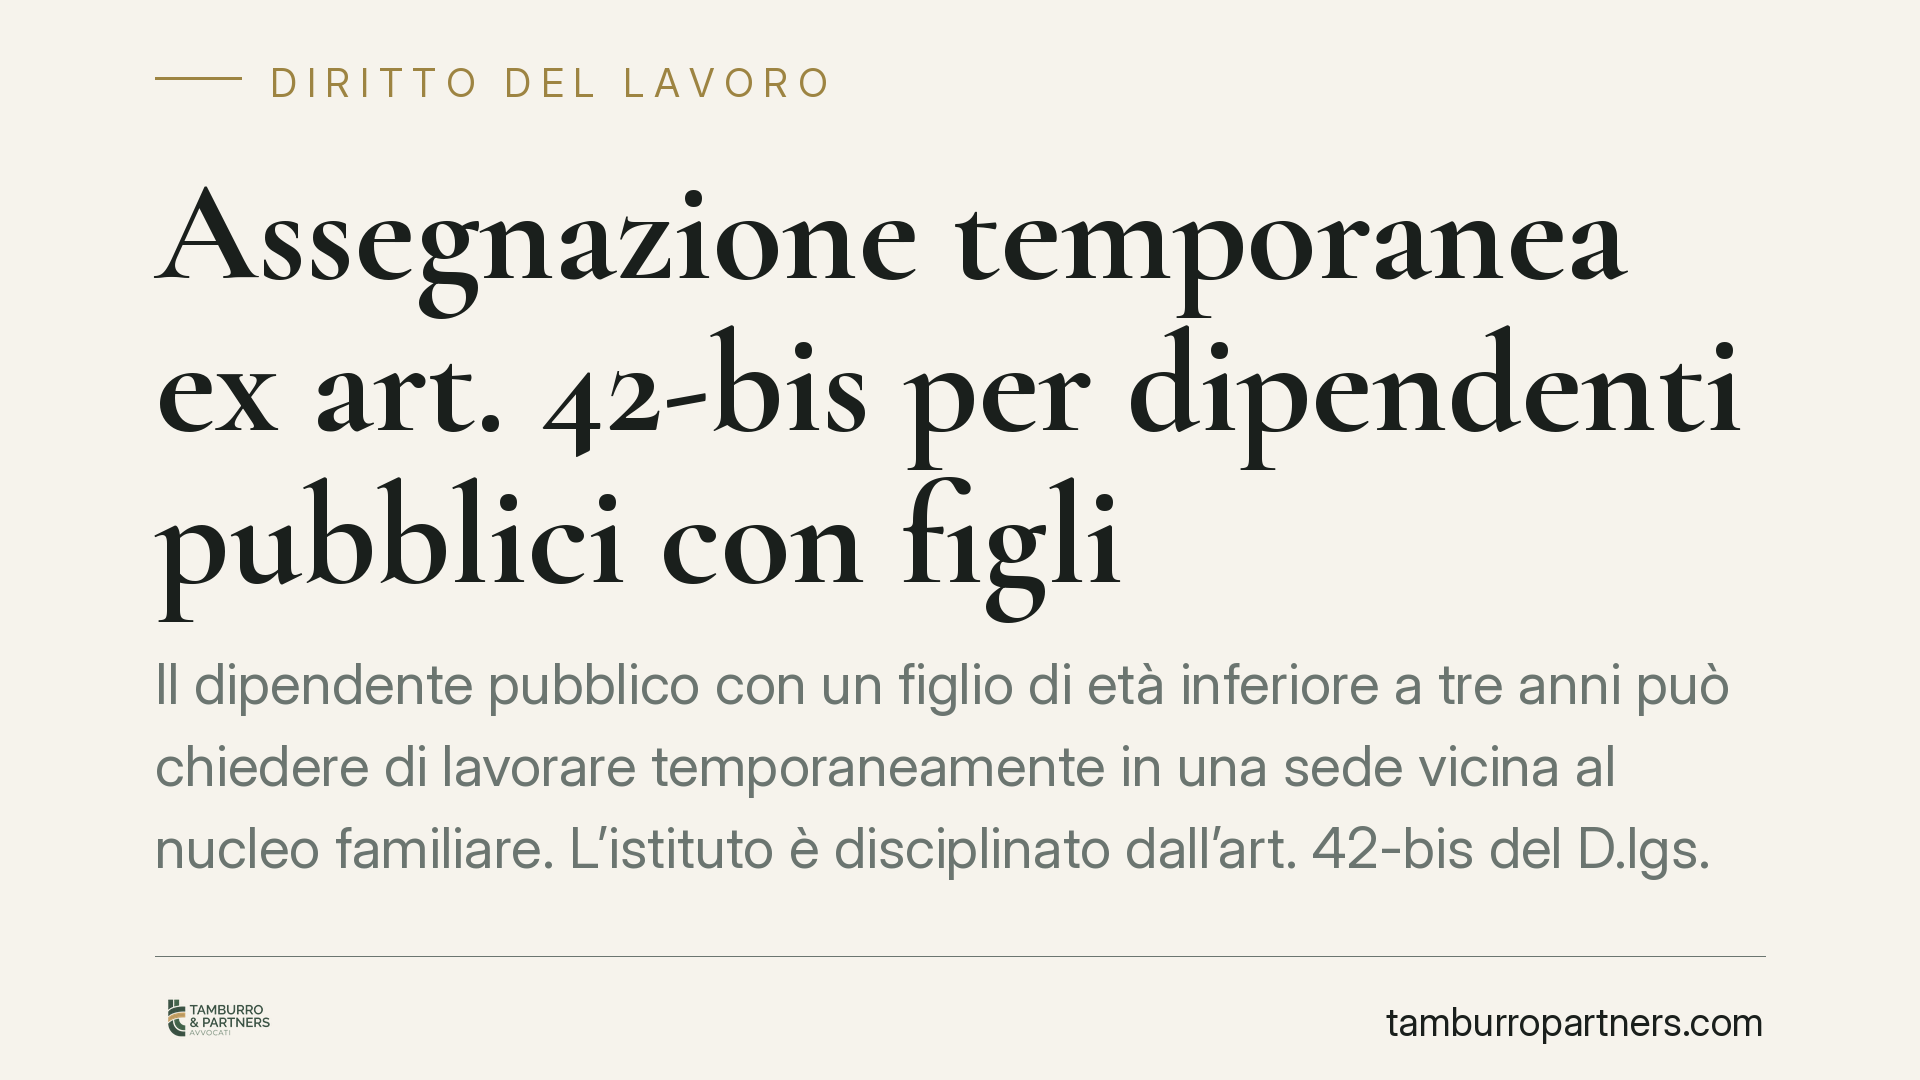 DIRITTO DEL LAVORO
Assegnazione temporanea
ex art. 42-bis per dipendenti
pubblici con figli
Il dipendente pubblico con un figlio di età inferiore a tre anni può
chiedere di lavorare temporaneamente in una sede vicina al
nucleo familiare. L’istituto è disciplinato dall’art. 42-bis del D.lgs.
TAMBURRO
& PARTNERS
AVVOCATI
tamburropartners.com